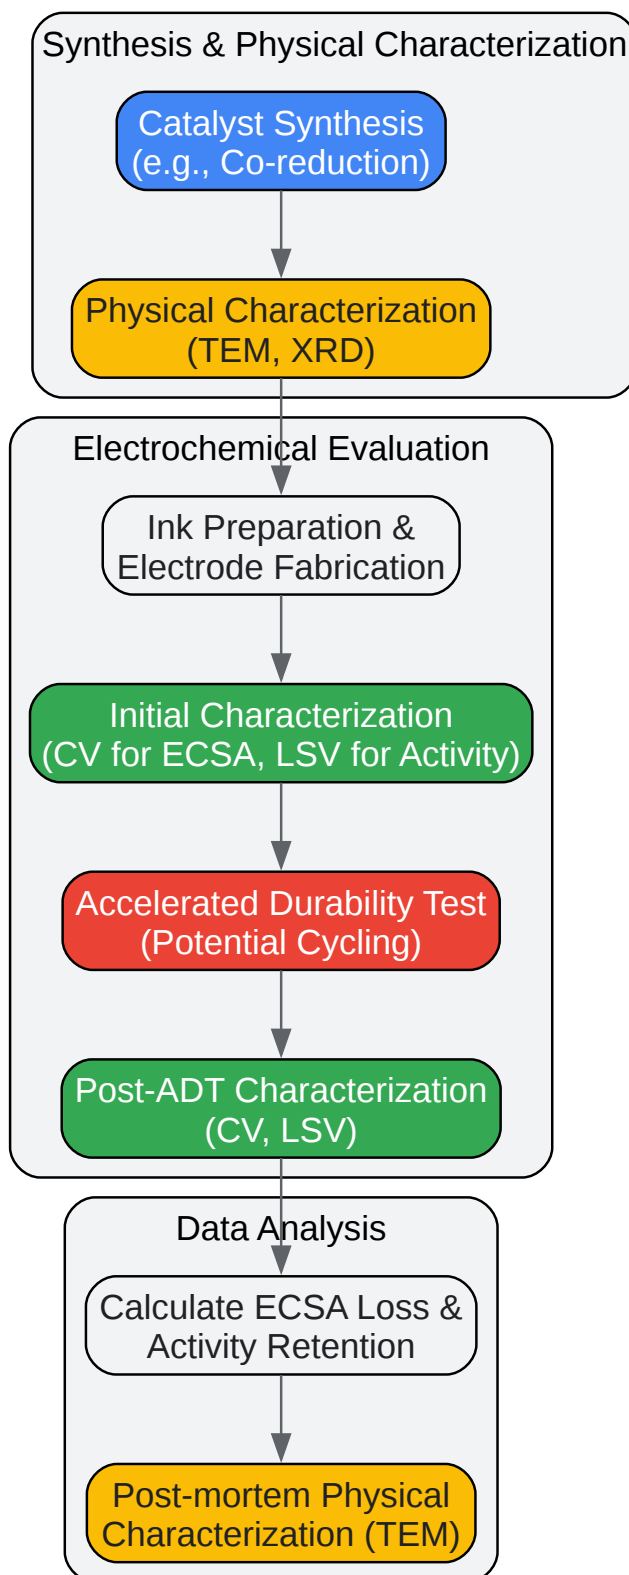 Synthesis & Physical Characterization
Catalyst Synthesis
(e.g., Co-reduction)
Physical Characterization
(TEM, XRD)
Electrochemical Evaluation
Ink Preparation &
Electrode Fabrication
Initial Characterization
(CV for ECSA, LSV for Activity)
Accelerated Durability Test
(Potential Cycling)
Post-ADT Characterization
(CV, LSV)
Data Analysis
Calculate ECSA Loss &
Activity Retention
Post-mortem Physical
Characterization (TEM)